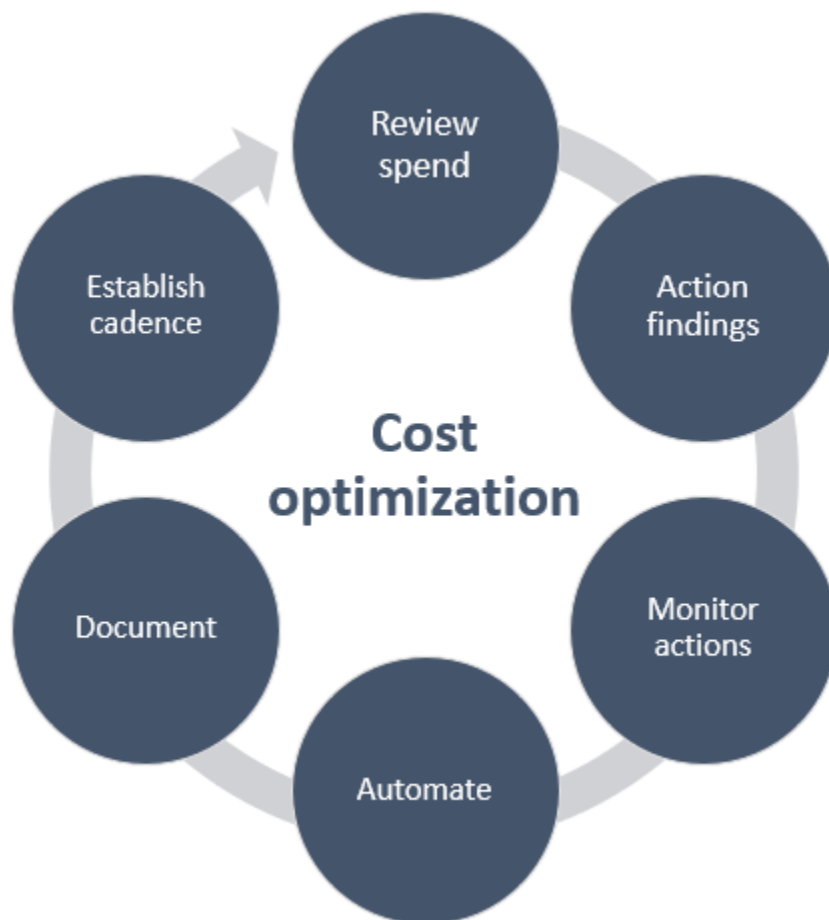 Review
spend
Action
findings
Monitor
actions
Automate
Document
Establish
cadence
Cost
optimization